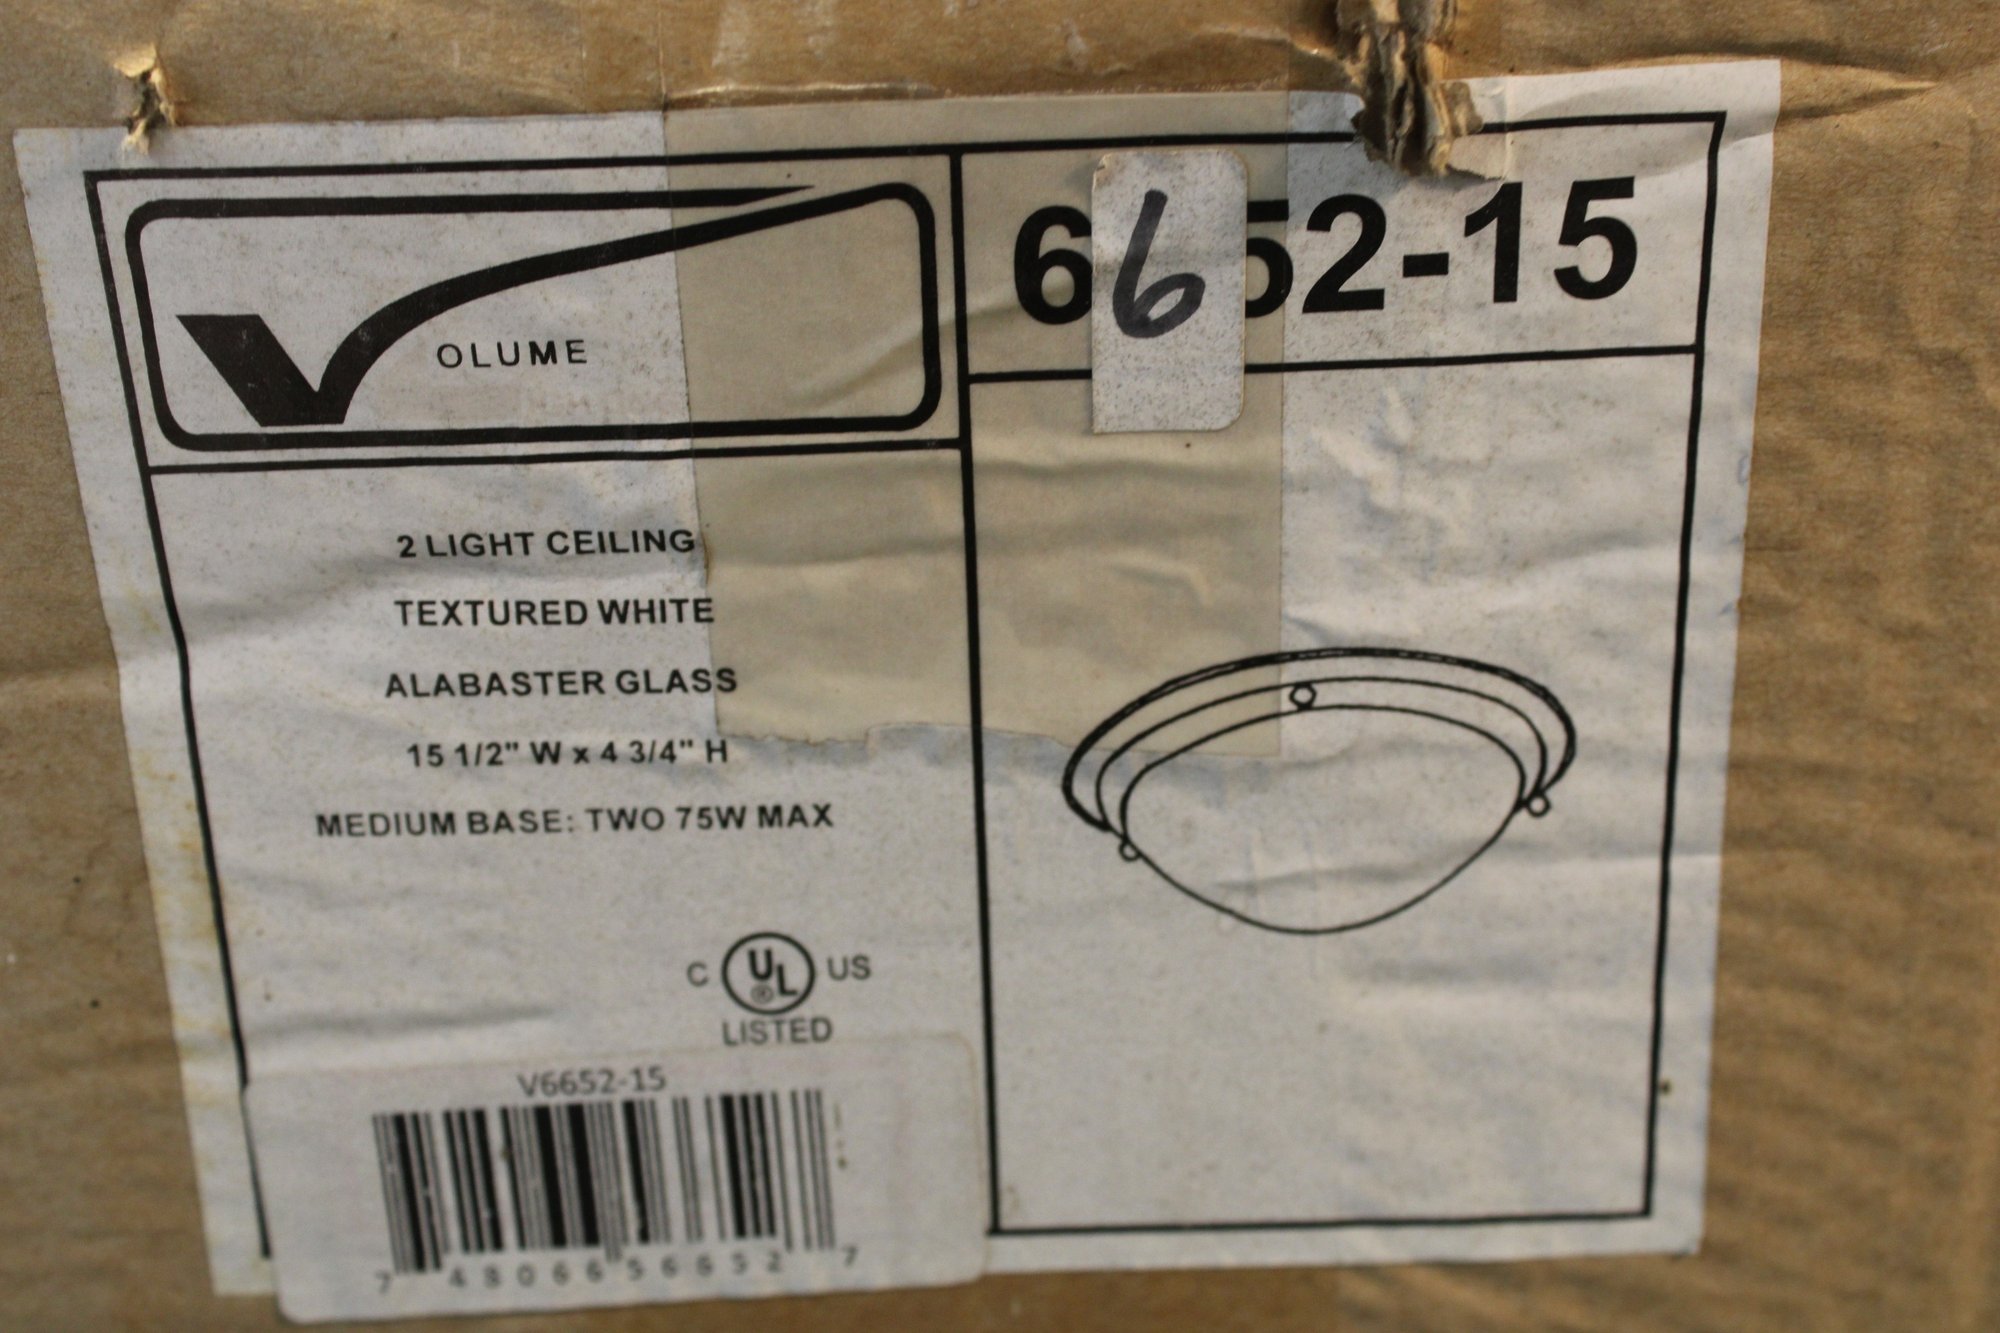 VOLUME
6652-15
2 LIGHT CEILING
TEXTURED WHITE
ALABASTER GLASS
15 1/2" W x 4 3/4" H
MEDIUM BASE: TWO 75W MAX
C UL® US
LISTED
V6652-15
7 48066 56652 7